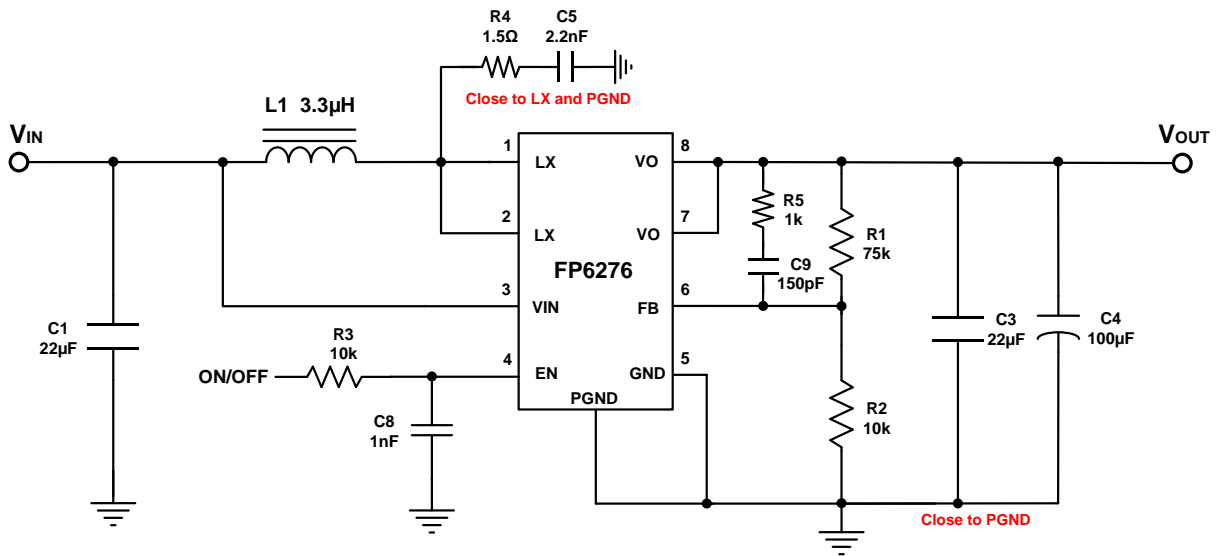 R4
1.5Ω
C5
2.2nF
Close to LX and PGND
L1 3.3µH
VIN
VOUT
1
LX
2
LX
3
VIN
4
EN
FP6276
PGND
8
VO
7
VO
6
FB
5
GND
R5
1k
C9
150pF
R1
75k
R2
10k
C1
22µF
R3
10k
ON/OFF
C8
1nF
C3
22µF
C4
100µF
Close to PGND